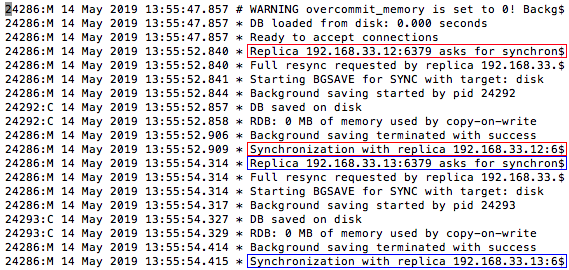 24286:M 14 May 2019 13:55:47.857 # WARNING overcommit_memory is set to 0! Backg$
24286:M 14 May 2019 13:55:47.857 * DB loaded from disk: 0.000 seconds
24286:M 14 May 2019 13:55:47.857 * Ready to accept connections
24286:M 14 May 2019 13:55:52.840 * Replica 192.168.33.12:6379 asks for synchron$
24286:M 14 May 2019 13:55:52.840 * Full resync requested by replica 192.168.33.$
24286:M 14 May 2019 13:55:52.841 * Starting BGSAVE for SYNC with target: disk
24286:M 14 May 2019 13:55:52.844 * Background saving started by pid 24292
24292:C 14 May 2019 13:55:52.857 * DB saved on disk
24292:C 14 May 2019 13:55:52.858 * RDB: 0 MB of memory used by copy-on-write
24286:M 14 May 2019 13:55:52.906 * Background saving terminated with success
24286:M 14 May 2019 13:55:52.909 * Synchronization with replica 192.168.33.12:6$
24286:M 14 May 2019 13:55:54.314 * Replica 192.168.33.13:6379 asks for synchron$
24286:M 14 May 2019 13:55:54.314 * Full resync requested by replica 192.168.33.$
24286:M 14 May 2019 13:55:54.314 * Starting BGSAVE for SYNC with target: disk
24286:M 14 May 2019 13:55:54.317 * Background saving started by pid 24293
24293:C 14 May 2019 13:55:54.327 * DB saved on disk
24293:C 14 May 2019 13:55:54.329 * RDB: 0 MB of memory used by copy-on-write
24286:M 14 May 2019 13:55:54.414 * Background saving terminated with success
24286:M 14 May 2019 13:55:54.415 * Synchronization with replica 192.168.33.13:6$